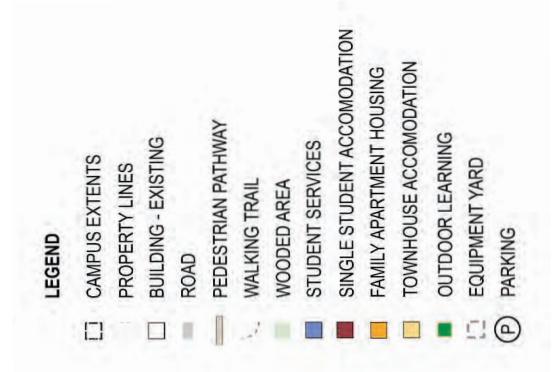 LEGEND
CAMPUS EXTENTS
PROPERTY LINES
BUILDING - EXISTING
ROAD
PEDESTRIAN PATHWAY
WALKING TRAIL
WOODED AREA
STUDENT SERVICES
SINGLE STUDENT ACCOMODATION
FAMILY APARTMENT HOUSING
TOWNHOUSE ACCOMODATION
OUTDOOR LEARNING
EQUIPMENT YARD
P PARKING